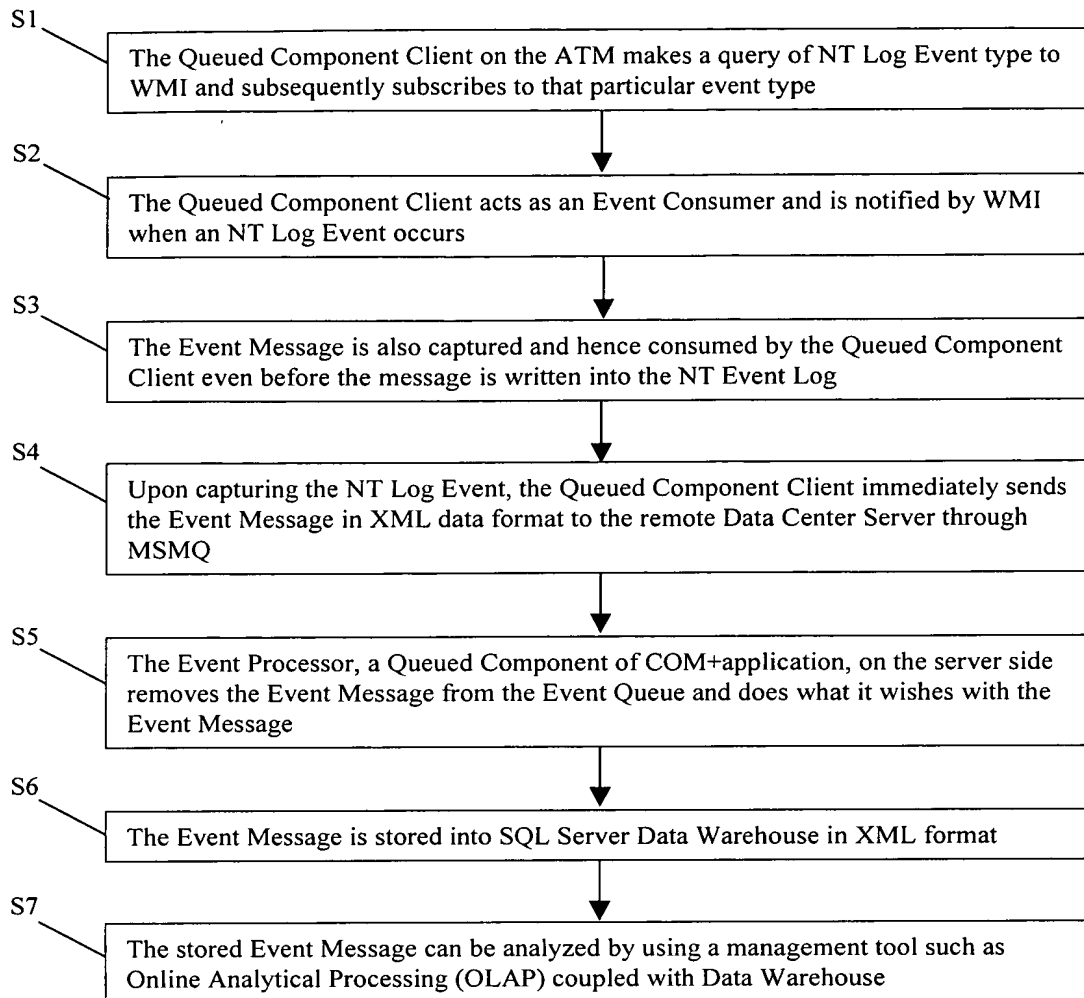 S1
The Queued Component Client on the ATM makes a query of NT Log Event type to
WMI and subsequently subscribes to that particular event type
S2
The Queued Component Client acts as an Event Consumer and is notified by WMI
when an NT Log Event occurs
S3
The Event Message is also captured and hence consumed by the Queued Component
Client even before the message is written into the NT Event Log
S4
Upon capturing the NT Log Event, the Queued Component Client immediately sends
the Event Message in XML data format to the remote Data Center Server through
MSMQ
S5
The Event Processor, a Queued Component of COM+application, on the server side
removes the Event Message from the Event Queue and does what it wishes with the
Event Message
S6
The Event Message is stored into SQL Server Data Warehouse in XML format
S7
The stored Event Message can be analyzed by using a management tool such as
Online Analytical Processing (OLAP) coupled with Data Warehouse